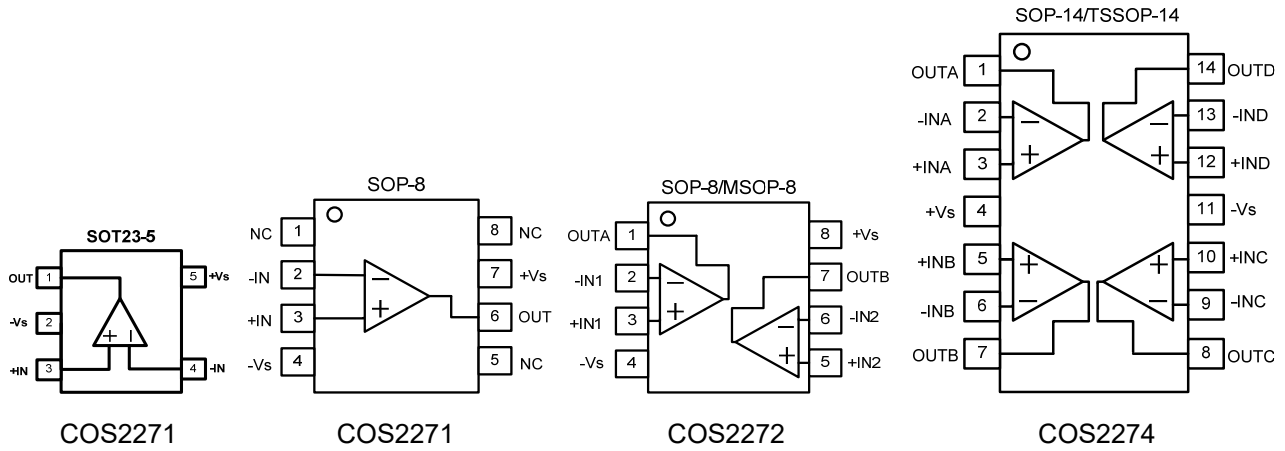 SOT23-5
OUT 1
5 +Vs
-Vs 2
+IN 3
4 -IN
+ −
COS2271
SOP-8
NC 1
8 NC
-IN 2
7 +Vs
+IN 3
6 OUT
-Vs 4
5 NC
−
+
COS2271
SOP-8/MSOP-8
OUTA 1
8 +Vs
-IN1 2
7 OUTB
+IN1 3
6 -IN2
-Vs 4
5 +IN2
− +
− +
COS2272
SOP-14/TSSOP-14
OUTA 1
14 OUTD
-INA 2
13 -IND
+INA 3
12 +IND
+Vs 4
11 -Vs
+INB 5
10 +INC
-INB 6
9 -INC
OUTB 7
8 OUTC
− +
− +
+ −
+ −
COS2274